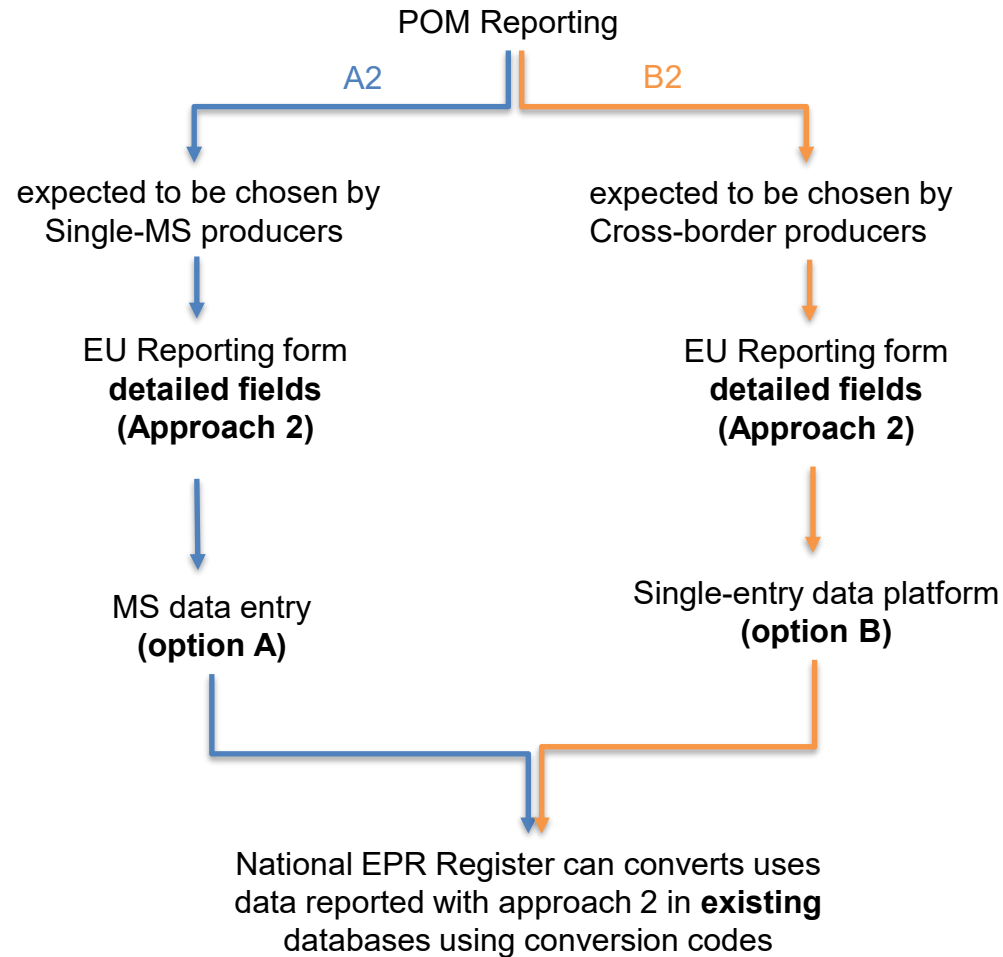 POM Reporting
A2
B2
expected to be chosen by
Single-MS producers
expected to be chosen by
Cross-border producers
EU Reporting form
detailed fields
(Approach 2)
EU Reporting form
detailed fields
(Approach 2)
MS data entry
(option A)
Single-entry data platform
(option B)
National EPR Register can converts uses
data reported with approach 2 in existing
databases using conversion codes